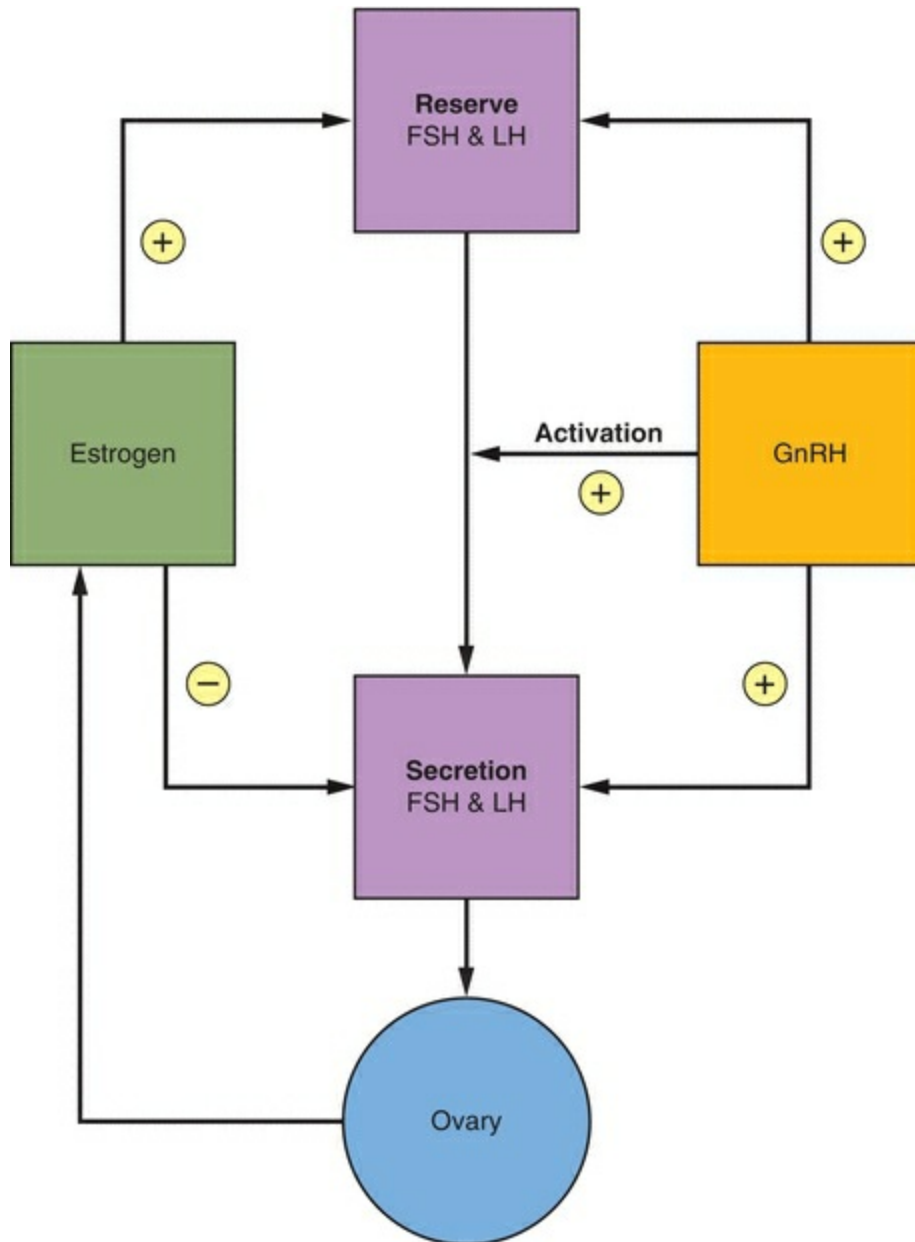 Reserve
FSH & LH
+
+
Estrogen
Activation
GnRH
+
−
+
Secretion
FSH & LH
Ovary